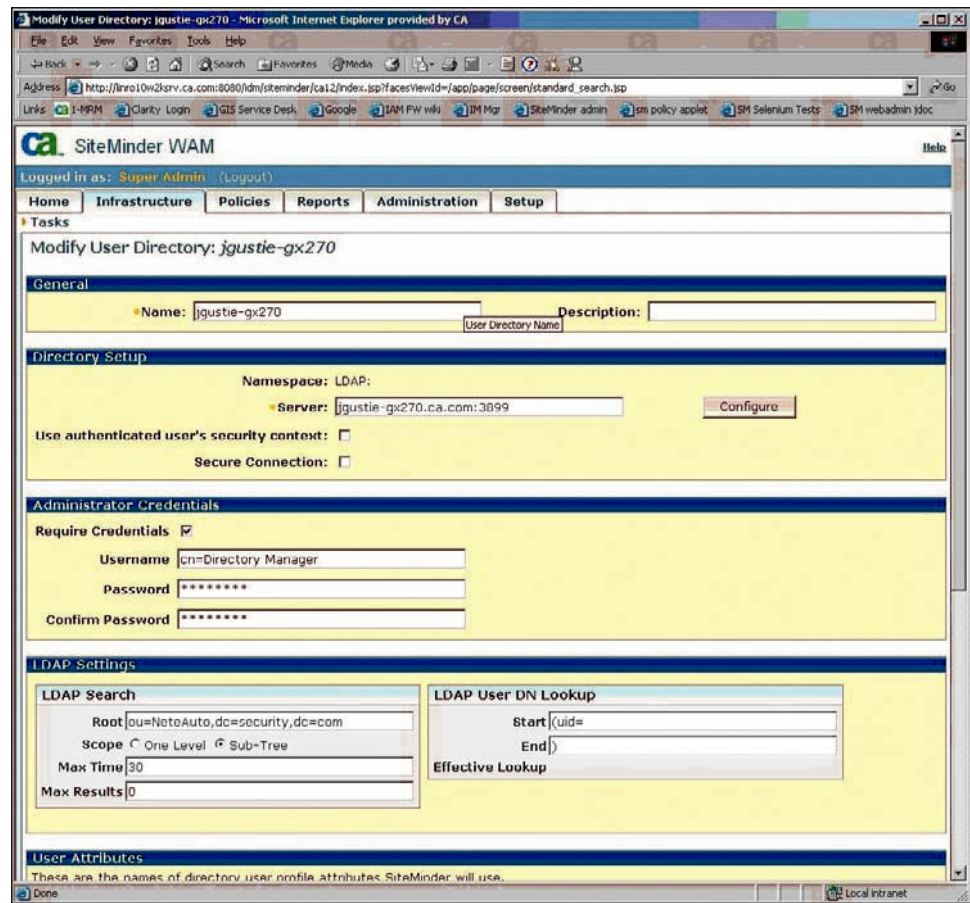 Modify User Directory: jgustie-gx270 - Microsoft Internet Explorer provided by CA
File Edit View Favorites Tools Help
Back Search Favorites Media
Address http://linro10w2ksrv.ca.com:8080/idm/siteminder/ca12/index.jsp?facesViewId=/app/page/screen/standard_search.jsp Go
Links 1-MRM Clarity Login GIS Service Desk Google IAM FW wiki IM Mgr SiteMinder admin sm policy applet SM Selenium Tests SM webadmin jdoc
ca SiteMinder WAM Help
Logged in as: Super Admin (Logout)
Home Infrastructure Policies Reports Administration Setup
Tasks
Modify User Directory: jgustie-gx270
General
Name: jgustie-gx270 Description:
User Directory Name
Directory Setup
Namespace: LDAP:
Server: jgustie-gx270.ca.com:3899 Configure
Use authenticated user's security context:
Secure Connection:
Administrator Credentials
Require Credentials
Username cn=Directory Manager
Password ********
Confirm Password ********
LDAP Settings
LDAP Search LDAP User DN Lookup
Root ou=NeteAuto,dc=security,dc=com Start (uid=
Scope One Level Sub-Tree End )
Max Time 30 Effective Lookup
Max Results 0
User Attributes
These are the names of directory user profile attributes SiteMinder will use.
Done Local intranet